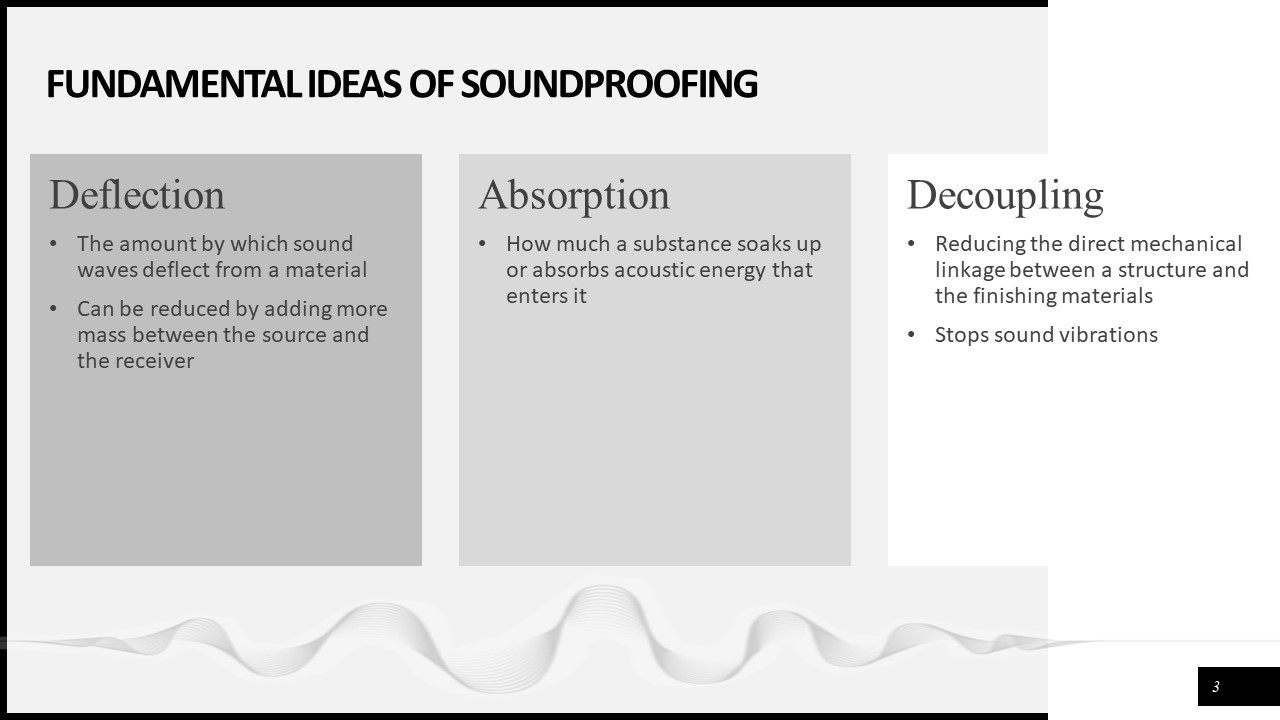 FUNDAMENTAL IDEAS OF SOUNDPROOFING
Deflection
• The amount by which sound
waves deflect from a material
• Can be reduced by adding more
mass between the source and
the receiver
Absorption
• How much a substance soaks up
or absorbs acoustic energy that
enters it
Decoupling
• Reducing the direct mechanical
linkage between a structure and
the finishing materials
• Stops sound vibrations
3